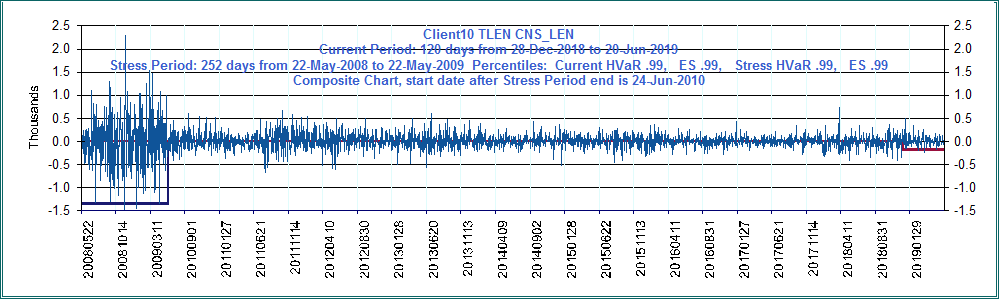 Client10 TLEN CNS_LEN
Current Period: 120 days from 28-Dec-2018 to 20-Jun-2019
Stress Period: 252 days from 22-May-2008 to 22-May-2009 Percentiles: Current HVaR .99, ES .99, Stress HVaR .99, ES .99
Composite Chart, start date after Stress Period end is 24-Jun-2010
2.5 2.5
2.0 2.0
1.5 1.5
1.0 1.0
0.5 0.5
0.0 0.0
-0.5 -0.5
-1.0 -1.0
-1.5 -1.5
Thousands
20080522 20081014 20090311 20100901 20110127 20110621 20111114 20120410 20120830 20130128 20130620 20131113 20140409 20140902 20150128 20150622 20151113 20160411 20160831 20170127 20170621 20171114 20180411 20180831 20190129